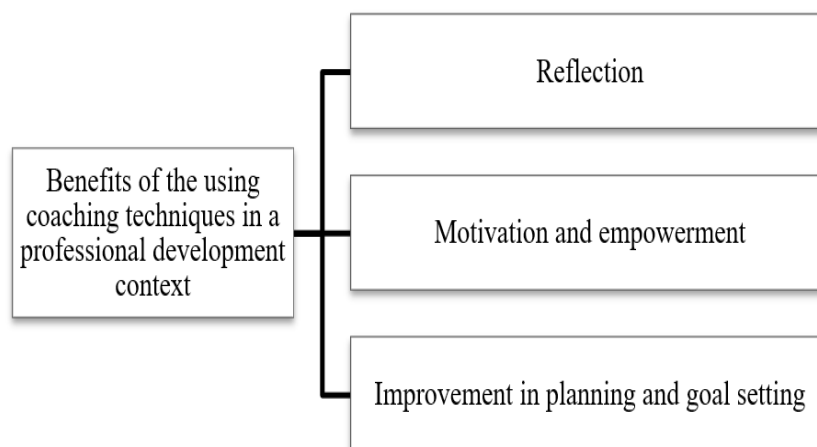 Benefits of the using
coaching techniques in a
professional development
context
Reflection
Motivation and empowerment
Improvement in planning and goal setting